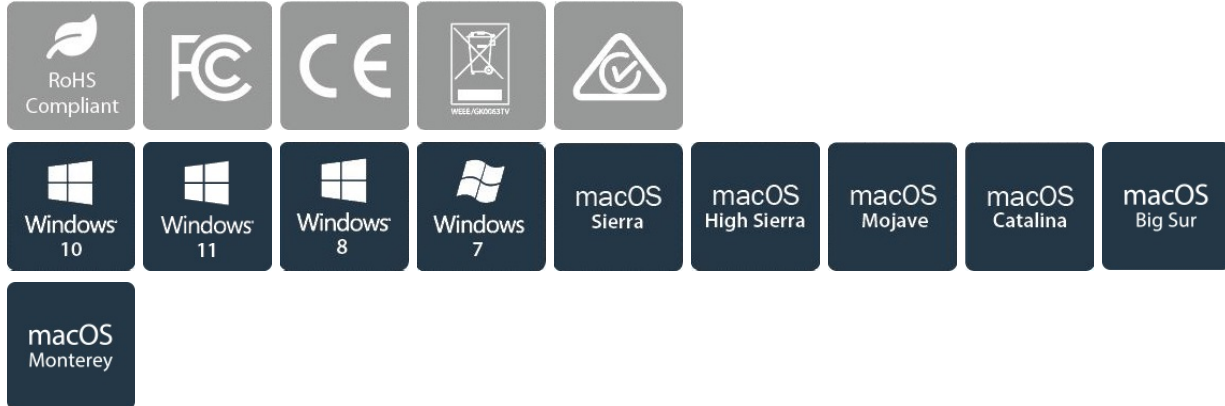 RoHS
Compliant
FC
CE
WEEE/GK0063TV
Windows
10
Windows
11
Windows
8
Windows
7
macOS
Sierra
macOS
High Sierra
macOS
Mojave
macOS
Catalina
macOS
Big Sur
macOS
Monterey